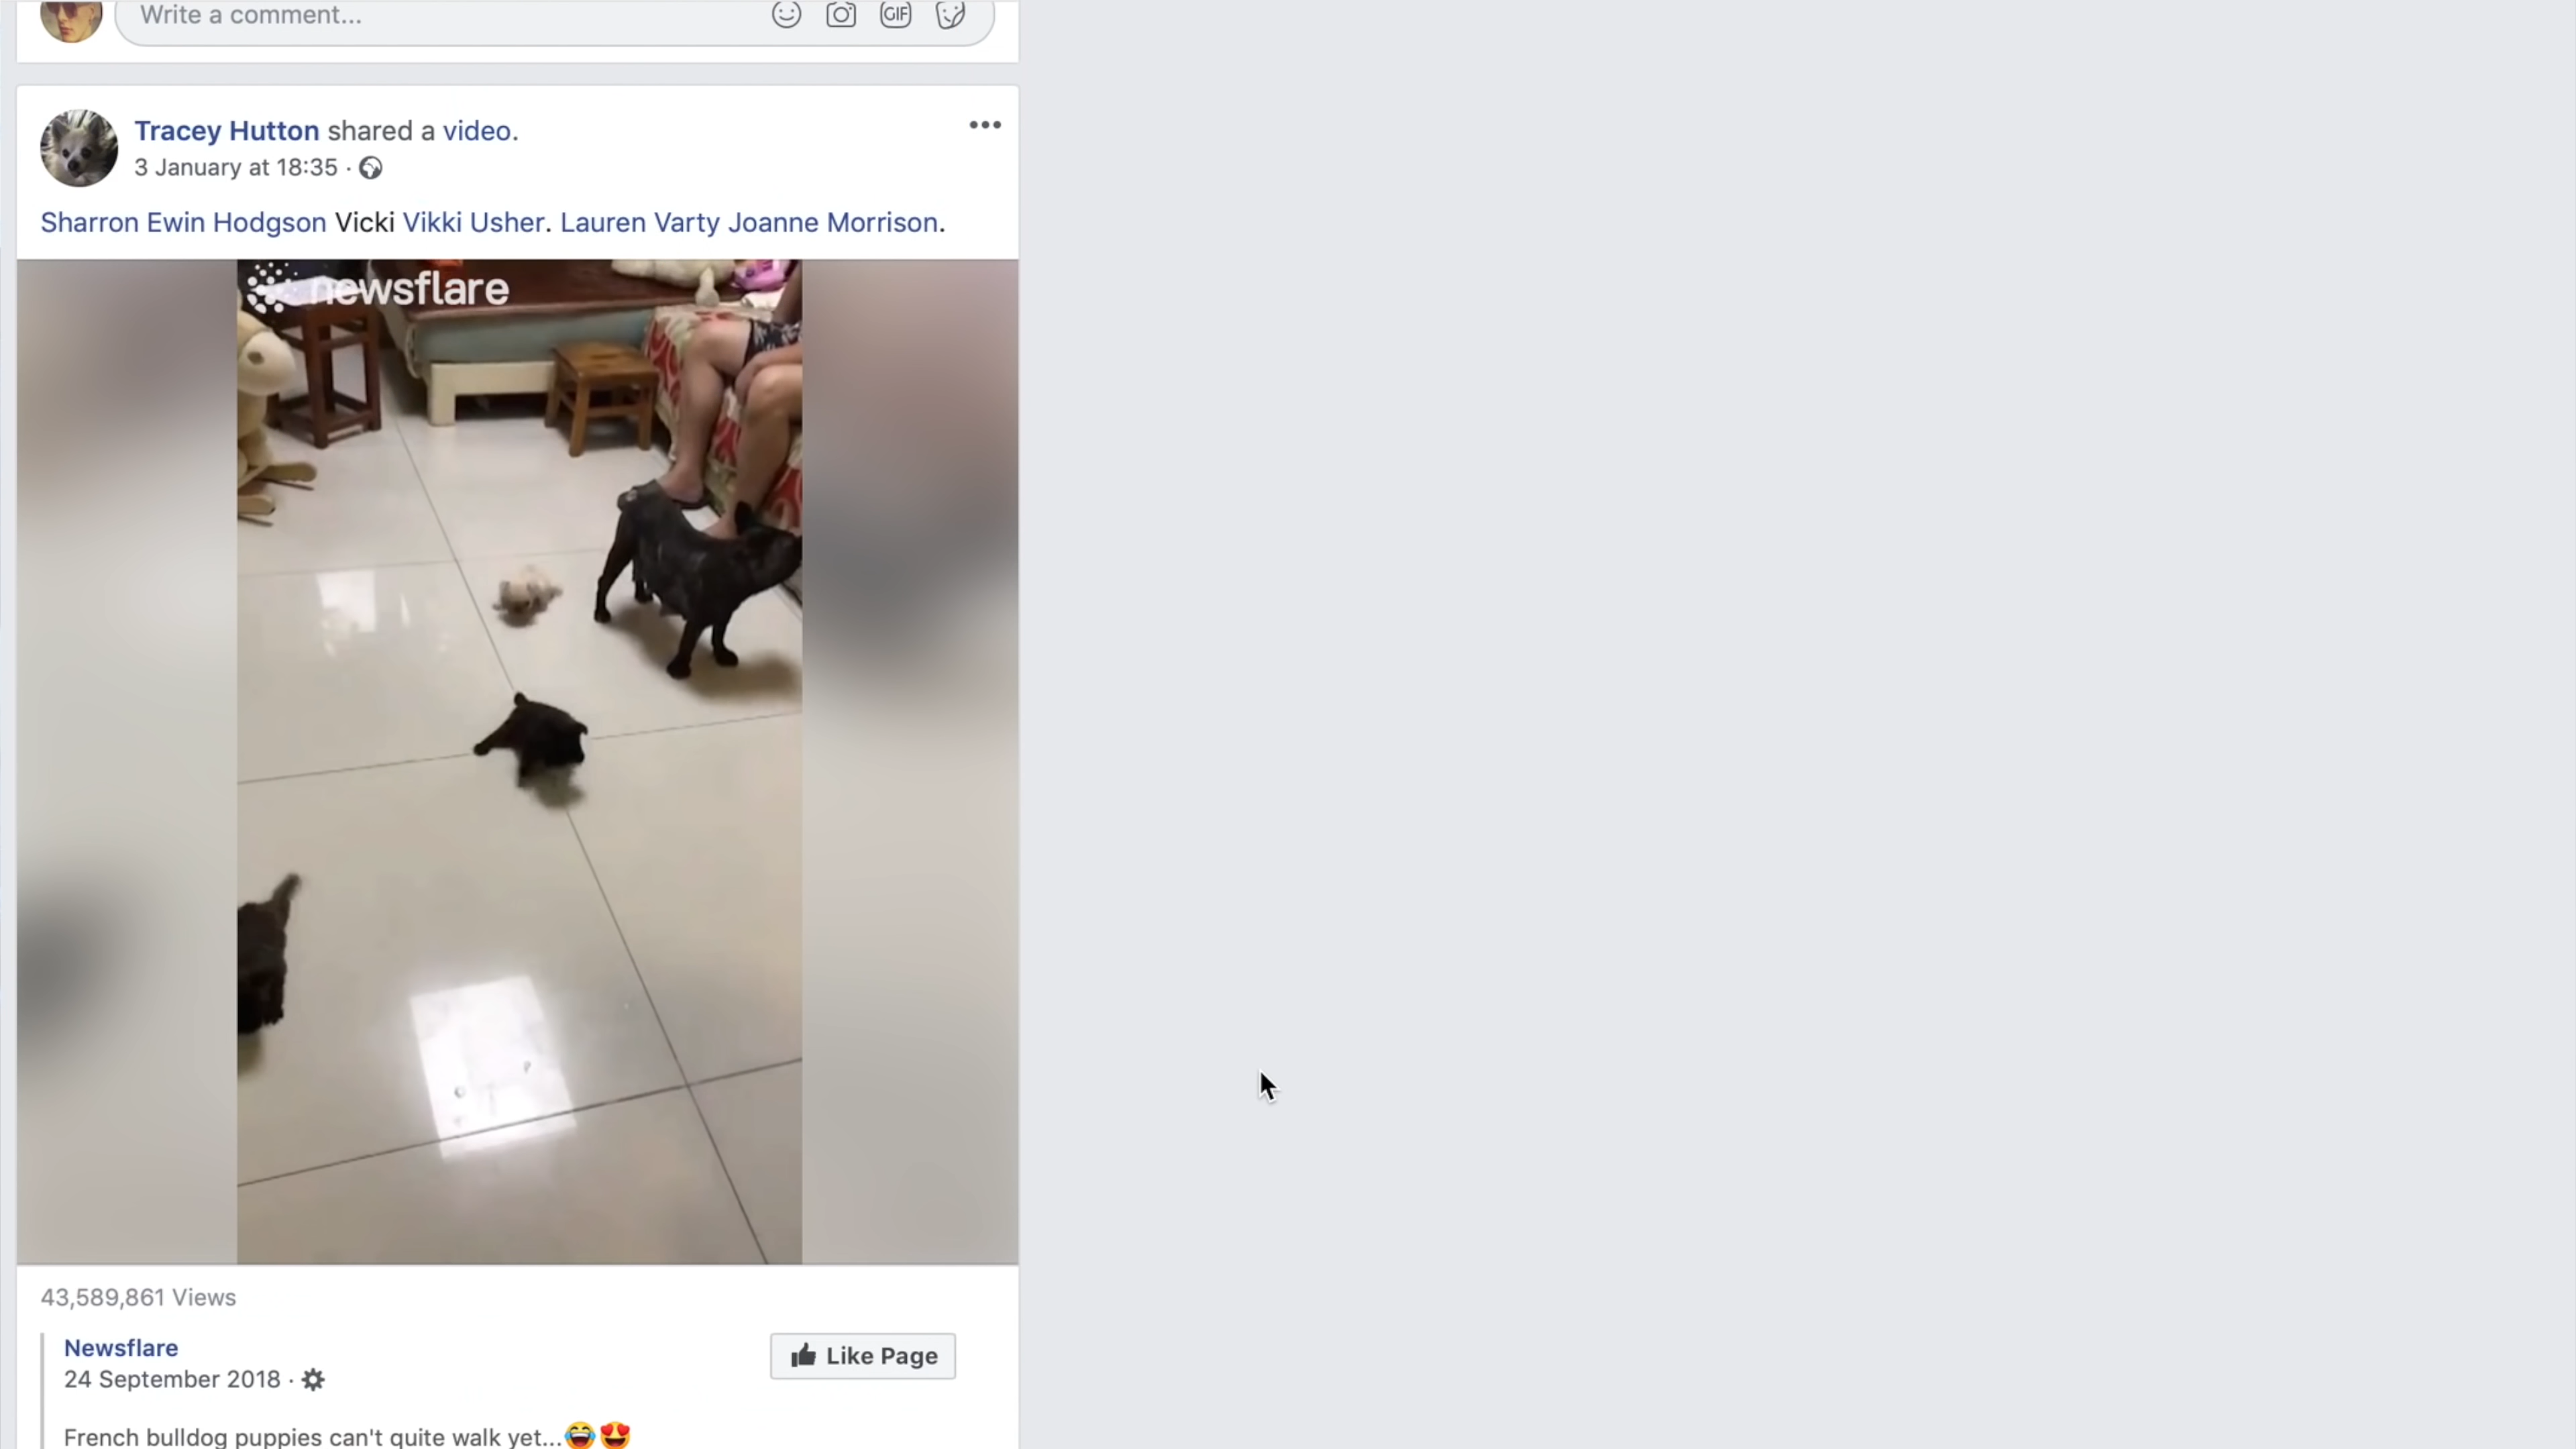 Write a comment...
GIF
Tracey Hutton shared a video.
3 January at 18:35 ·
Sharron Ewin Hodgson Vicki Vikki Usher. Lauren Varty Joanne Morrison.
newsflare
43,589,861 Views
Newsflare
Like Page
24 September 2018 ·
French bulldog puppies can't quite walk yet...😂😍